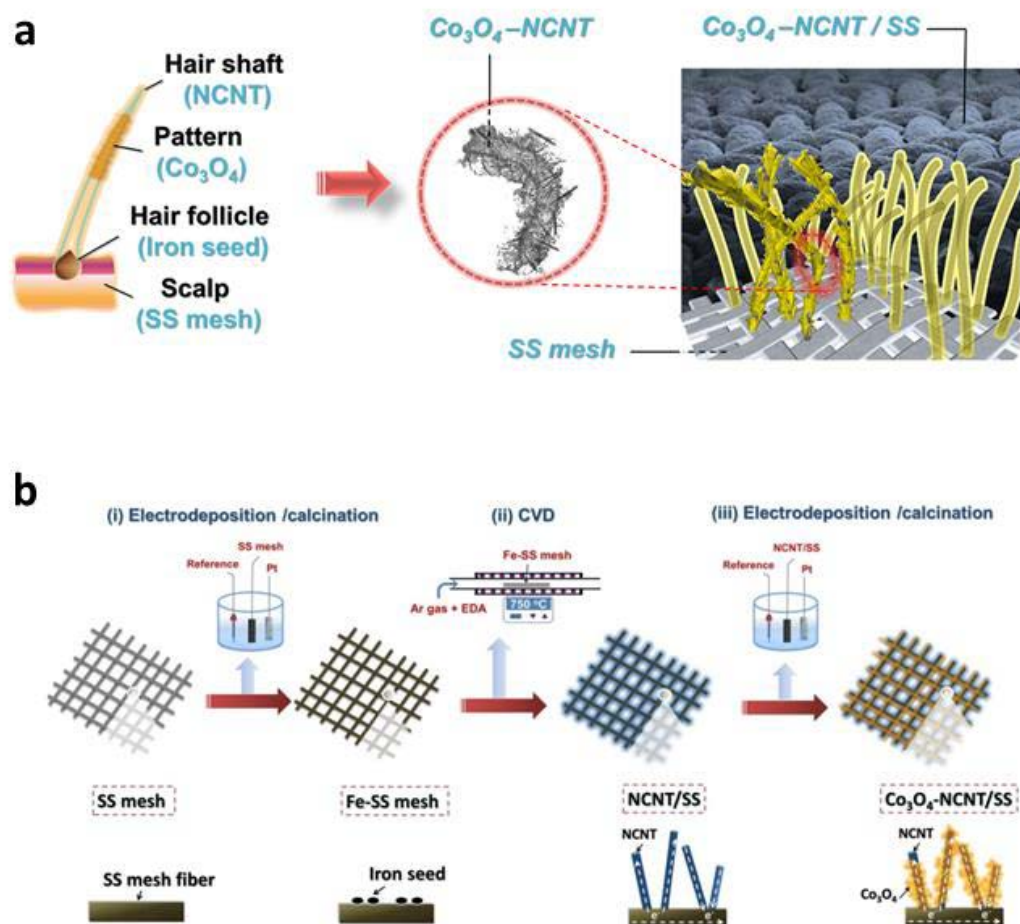 a
Hair shaft
(NCNT)
Pattern
(Co₃O₄)
Hair follicle
(Iron seed)
Scalp
(SS mesh)
Co₃O₄–NCNT
Co₃O₄–NCNT / SS
SS mesh
b
(i) Electrodeposition /calcination
SS mesh
Reference
Pt
(ii) CVD
Fe-SS mesh
Ar gas + EDA
750 °C
(iii) Electrodeposition/calcination
NCNT/SS
Reference
Pt
SS mesh
Fe-SS mesh
NCNT/SS
Co₃O₄-NCNT/SS
SS mesh fiber
Iron seed
NCNT
e⁻
e⁻
NCNT
Co₃O₄
e⁻
e⁻